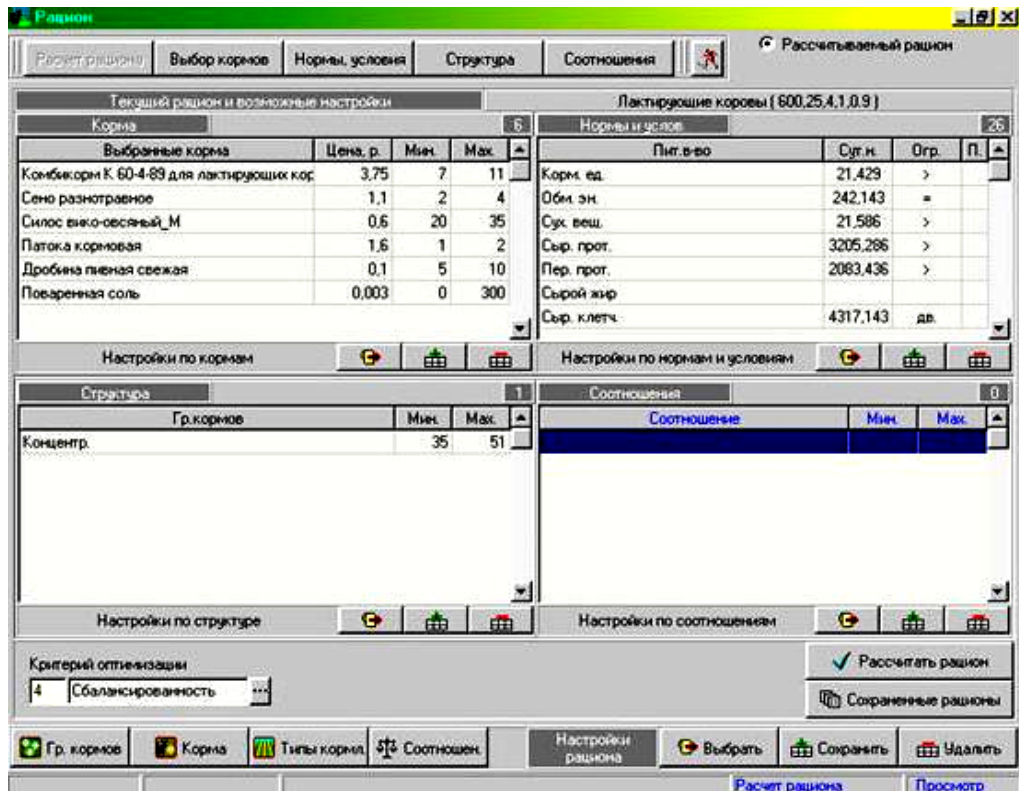 Рацион
Расчет рациона Выбор кормов Нормы, условия Структура Соотношения Рассчитываемый рацион
Текущий рацион и возможные настройки Лактирующие коровы ( 600,25,4,1,0.9 )
Корма 6
Выбранные корма Цена, р. Мин. Мах.
Комбикорм К 60-4-89 для лактирующих кор 3,75 7 11
Сено разнотравное 1,1 2 4
Силос вико-овсяный_М 0,6 20 35
Патока кормовая 1,6 1 2
Дробина пивная свежая 0,1 5 10
Поваренная соль 0,003 0 300
Настройки по кормам
Нормы и услов 26
Пит.в-во Сут.н. Огр. П.
Корм. ед. 21,429 >
Обм. эн. 242,143 =
Сух. вещ. 21,586 >
Сыр. прот. 3205,286 >
Пер. прот. 2083,436 >
Сырой жир
Сыр. клетч. 4317,143 дв.
Настройки по нормам и условиям
Структура 1
Гр.кормов Мин. Мах.
Концентр. 35 51
Настройки по структуре
Соотношения 0
Соотношение Мин. Мах.
Настройки по соотношениям
Критерий оптимизации
4 Сбалансированность ...
Рассчитать рацион
Сохраненные рационы
Гр. кормов Корма Типы кормл. Соотношен. Настройки рациона Выбрать Сохранить Удалить
Расчет рациона Просмотр